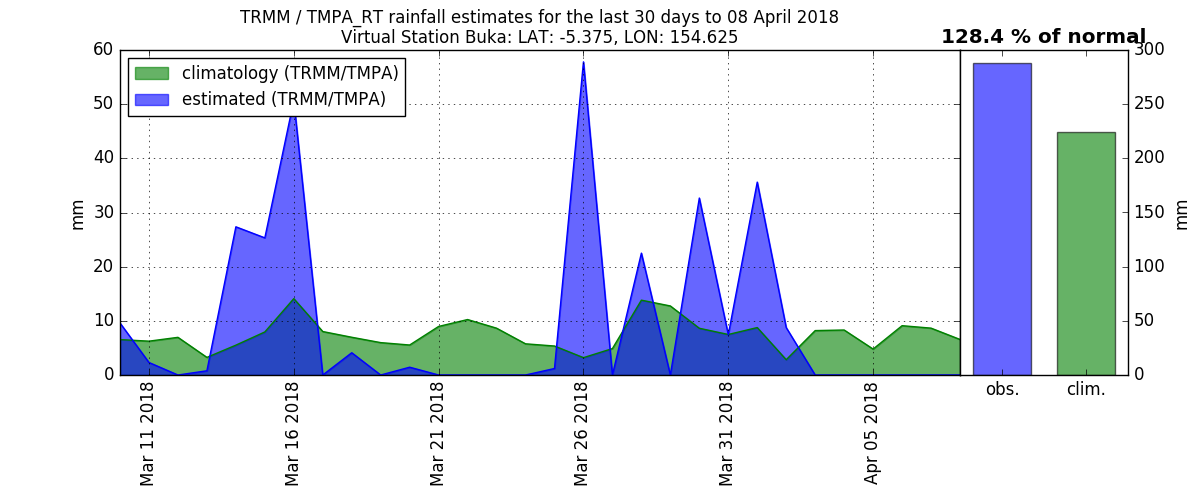 TRMM / TMPA_RT rainfall estimates for the last 30 days to 08 April 2018
Virtual Station Buka: LAT: -5.375, LON: 154.625
128.4 % of normal
climatology (TRMM/TMPA)
estimated (TRMM/TMPA)
60
50
40
30
20
10
0
mm
Mar 11 2018
Mar 16 2018
Mar 21 2018
Mar 26 2018
Mar 31 2018
Apr 05 2018
obs.
clim.
300
250
200
150
100
50
0
mm